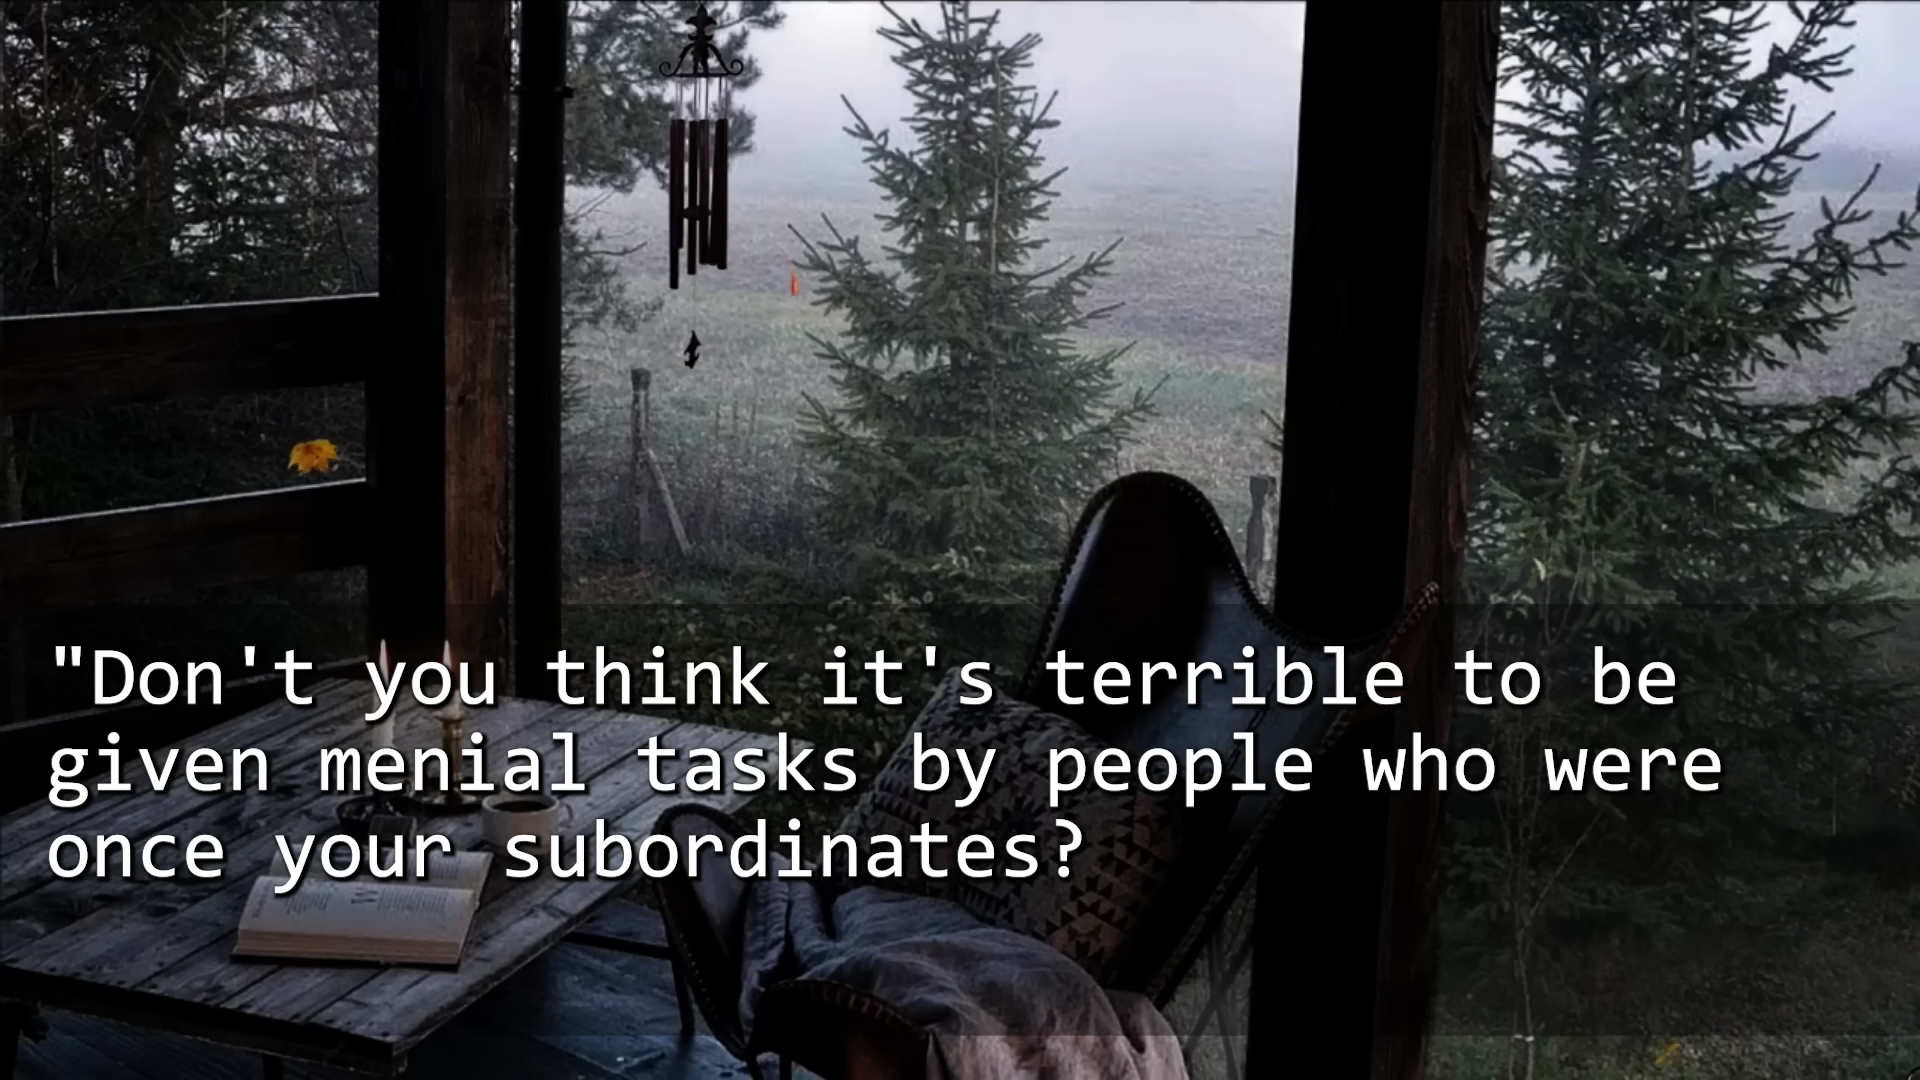 "Don't you think it's terrible to be
given menial tasks by people who were
once your subordinates?